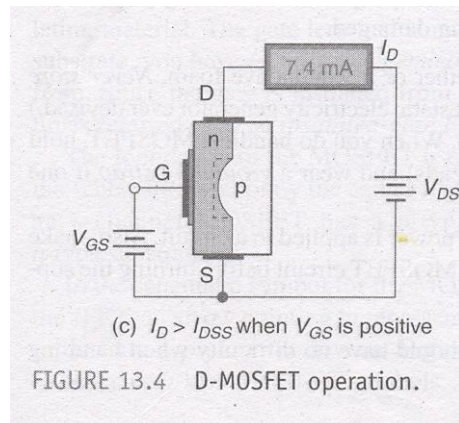 I_D
7.4 mA
D
n
G
p
V_DS
V_GS
S
(c) I_D > I_DSS when V_GS is positive
FIGURE 13.4 D-MOSFET operation.